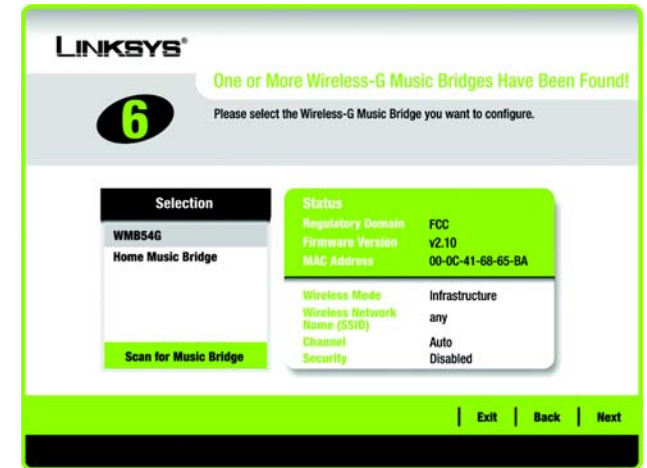 LINKSYS®
One or More Wireless-G Music Bridges Have Been Found!
6
Please select the Wireless-G Music Bridge you want to configure.
Selection
WMB54G
Home Music Bridge
Scan for Music Bridge
Status
Regulatory Domain FCC
Firmware Version v2.10
MAC Address 00-0C-41-68-65-BA
Wireless Mode Infrastructure
Wireless Network
Name (SSID) any
Channel Auto
Security Disabled
Exit | Back | Next